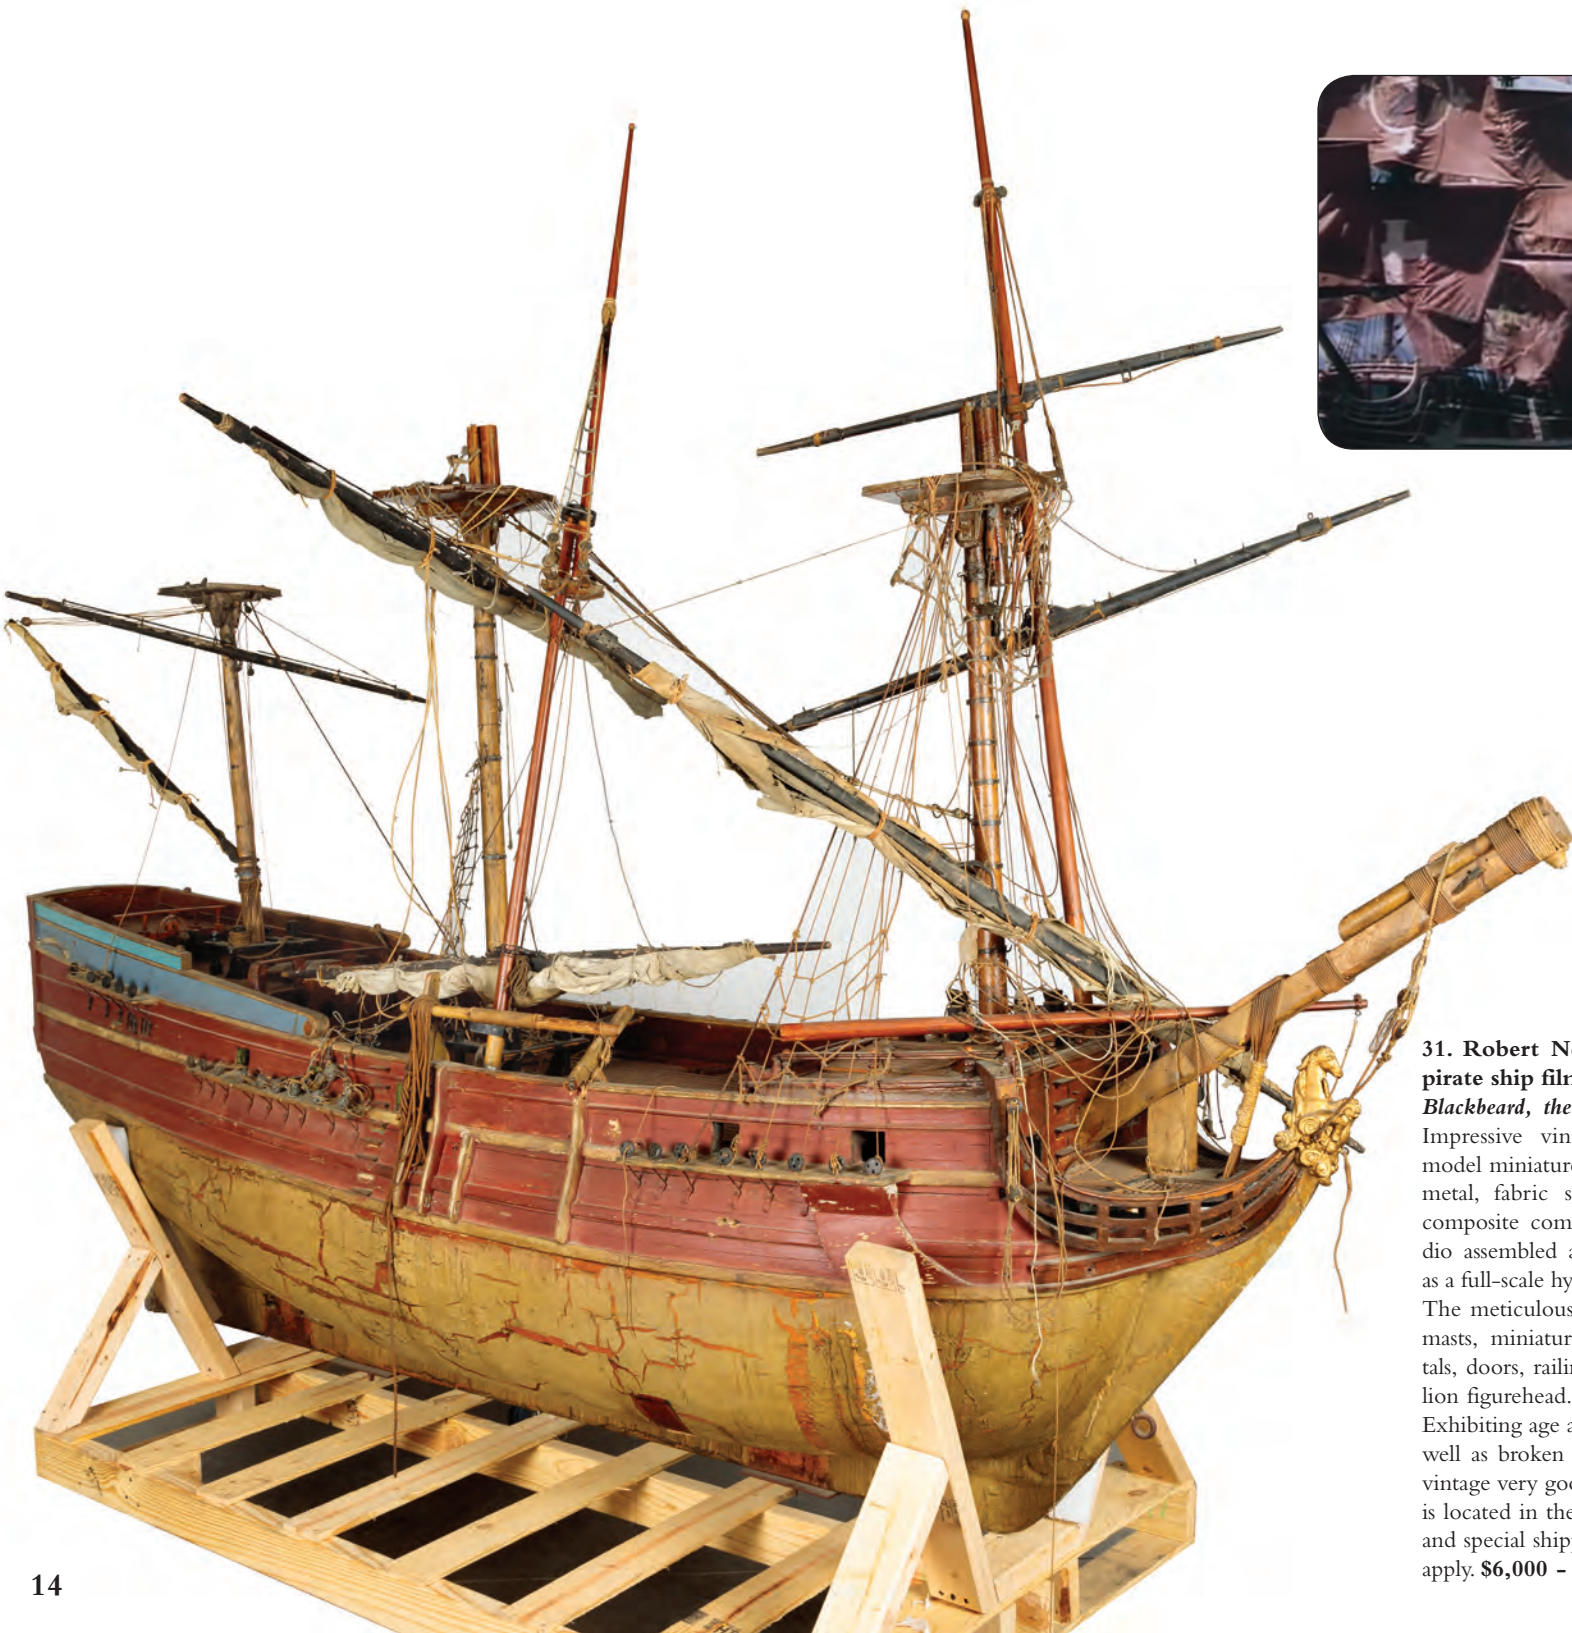 31. Robert Ne
pirate ship film
Blackbeard, the
Impressive vin
model miniature
metal, fabric s
composite com
dio assembled a
as a full-scale hy
The meticulous
masts, miniatur
tals, doors, railin
lion figurehead.
Exhibiting age a
well as broken
vintage very goo
is located in the
and special shipp
apply. $6,000 -
14